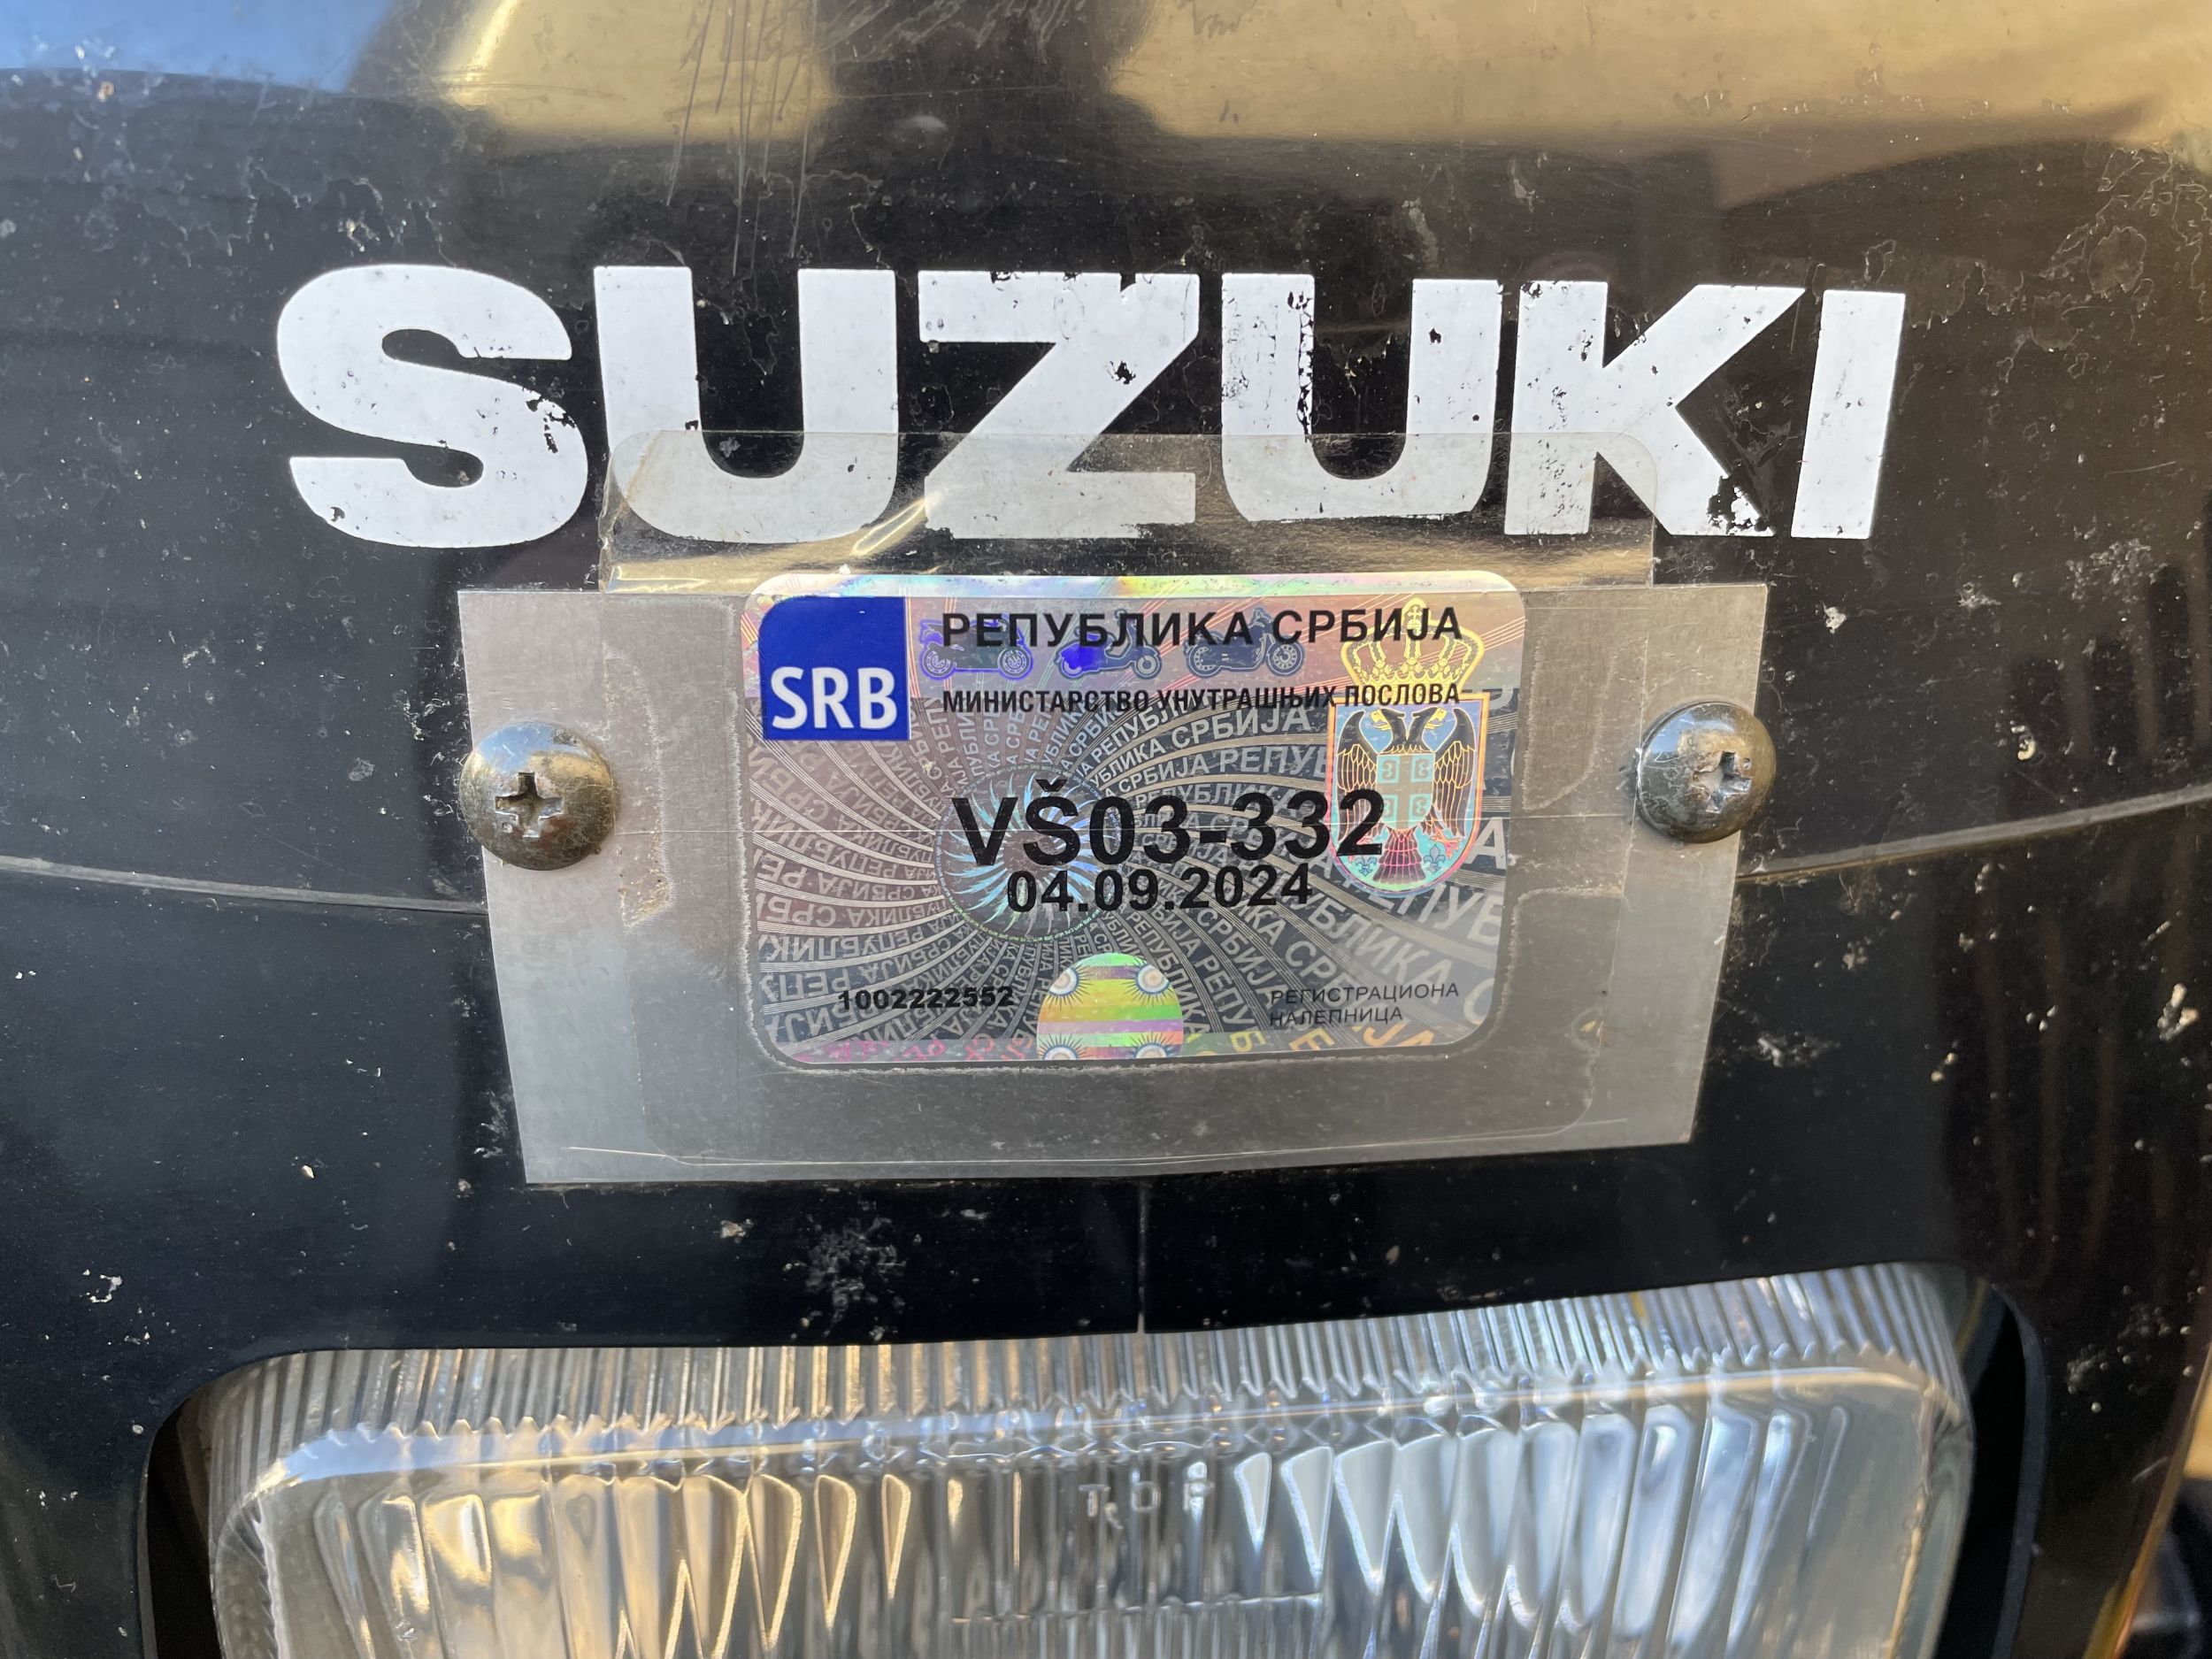 SUZUKI
SRB
РЕПУБЛИКА СРБИЈА
МИНИСТАРСТВО УНУТРАШЊИХ ПОСЛОВА
VŠ03-332
04.09.2024
1002222552
РЕГИСТРАЦИОНА
НАЛЕПНИЦА